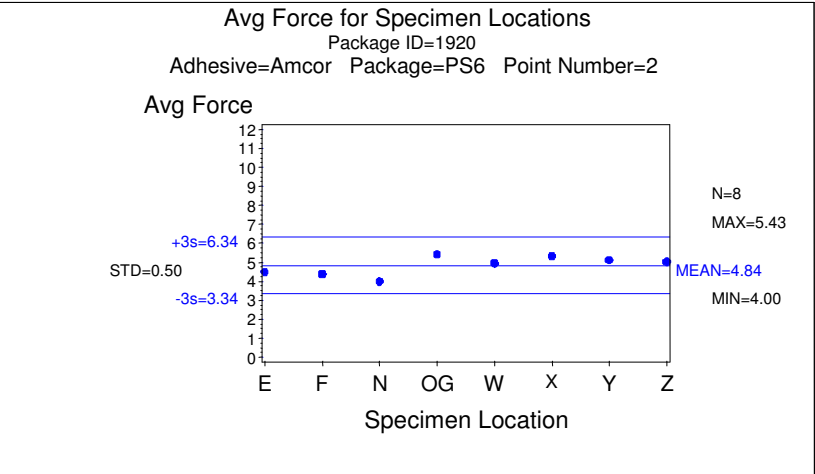 Avg Force for Specimen Locations
Package ID=1920
Adhesive=Amcor Package=PS6 Point Number=2
Avg Force
12
11
10
9
8
7
6
5
4
3
2
1
0
+3s=6.34
STD=0.50
-3s=3.34
N=8
MAX=5.43
MEAN=4.84
MIN=4.00
E F N OG W X Y Z
Specimen Location